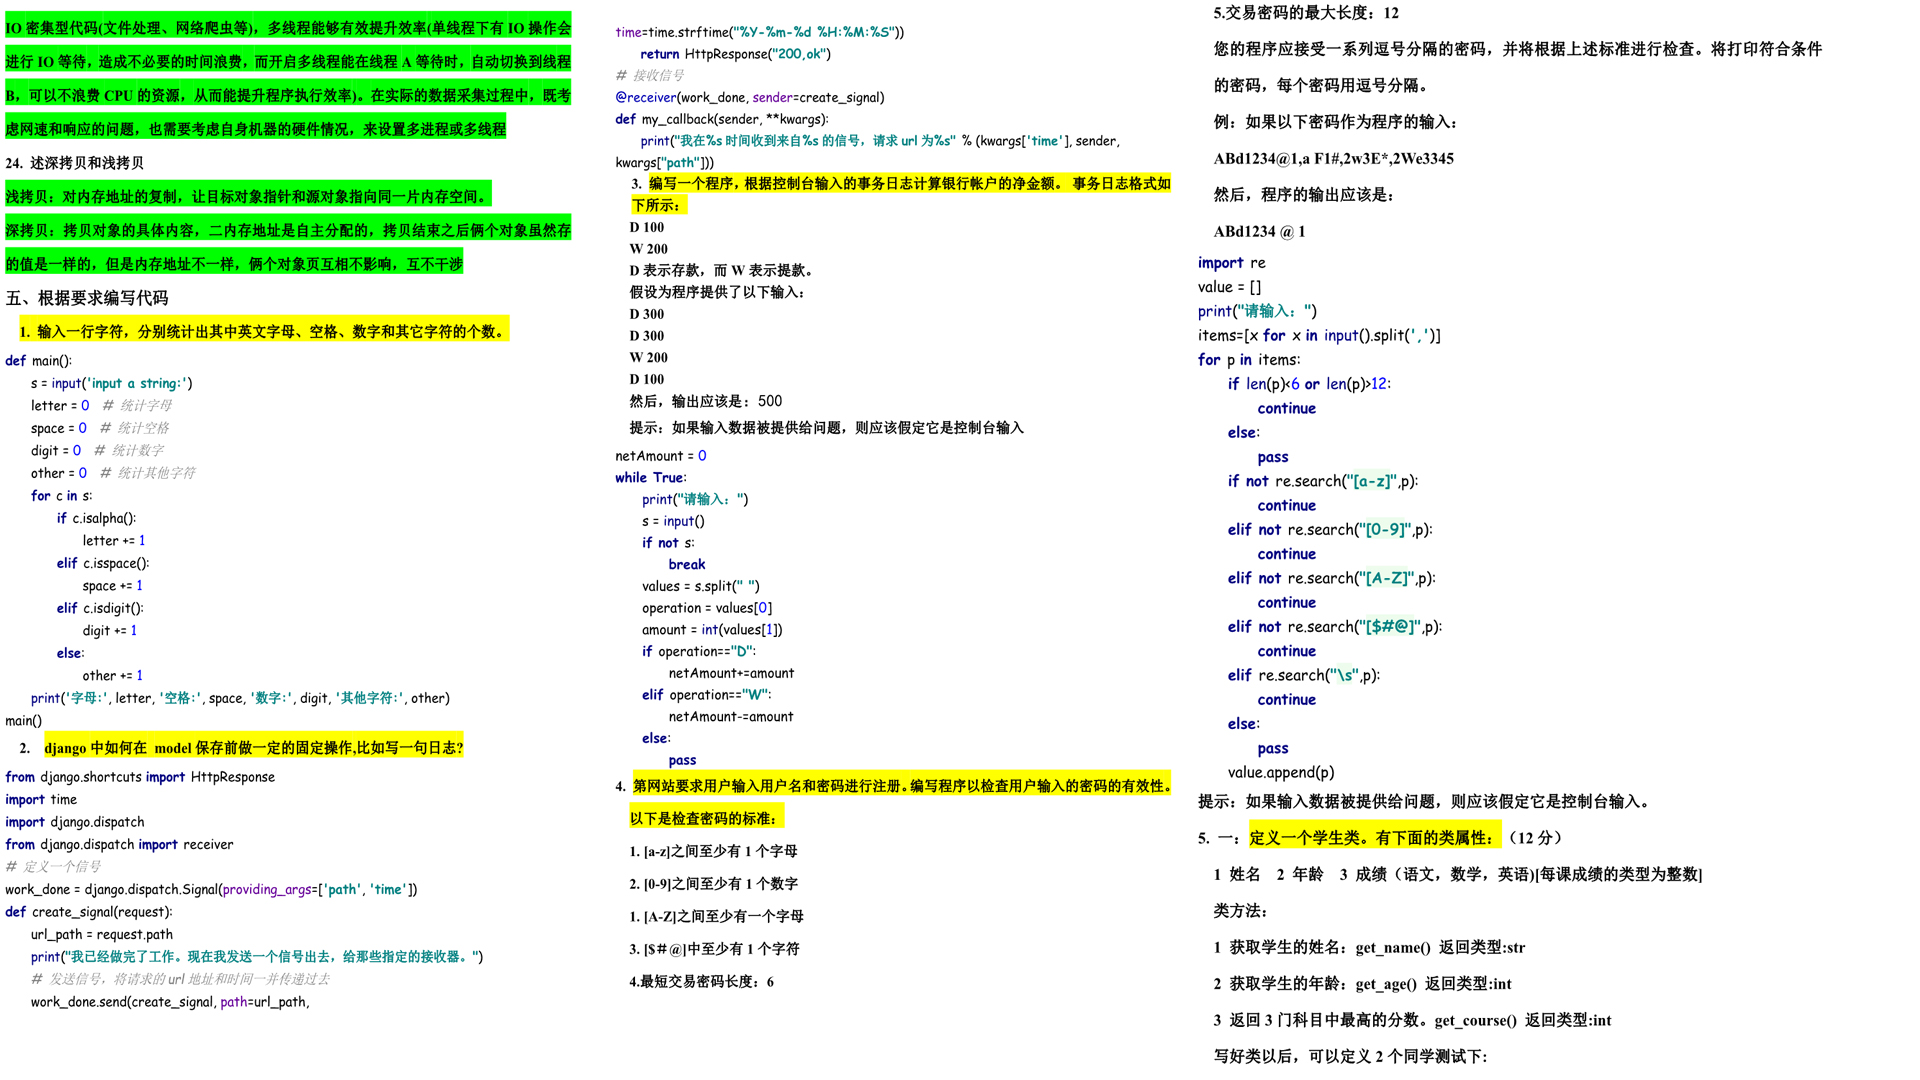 IO 密集型代码(文件处理、网络爬虫等)，多线程能够有效提升效率(单线程下有 IO 操作会
进行 IO 等待，造成不必要的时间浪费，而开启多线程能在线程 A 等待时，自动切换到线程
B，可以不浪费 CPU 的资源，从而能提升程序执行效率)。在实际的数据采集过程中，既考
虑网速和响应的问题，也需要考虑自身机器的硬件情况，来设置多进程或多线程
24. 述深拷贝和浅拷贝
浅拷贝：对内存地址的复制，让目标对象指针和源对象指向同一片内存空间。
深拷贝：拷贝对象的具体内容，二内存地址是自主分配的，拷贝结束之后俩个对象虽然存
的值是一样的，但是内存地址不一样，俩个对象页互相不影响，互不干涉
五、根据要求编写代码
1. 输入一行字符，分别统计出其中英文字母、空格、数字和其它字符的个数。
def main():
    s = input('input a string:')
    letter = 0  # 统计字母
    space = 0  # 统计空格
    digit = 0  # 统计数字
    other = 0  # 统计其他字符
    for c in s:
        if c.isalpha():
            letter += 1
        elif c.isspace():
            space += 1
        elif c.isdigit():
            digit += 1
        else:
            other += 1
    print('字母:', letter, '空格:', space, '数字:', digit, '其他字符:', other)
main()
2. django 中如何在 model 保存前做一定的固定操作,比如写一句日志?
from django.shortcuts import HttpResponse
import time
import django.dispatch
from django.dispatch import receiver
# 定义一个信号
work_done = django.dispatch.Signal(providing_args=['path', 'time'])
def create_signal(request):
    url_path = request.path
    print("我已经做完了工作。现在我发送一个信号出去，给那些指定的接收器。")
    # 发送信号，将请求的 url 地址和时间一并传递过去
    work_done.send(create_signal, path=url_path,
time=time.strftime("%Y-%m-%d %H:%M:%S"))
    return HttpResponse("200,ok")
# 接收信号
@receiver(work_done, sender=create_signal)
def my_callback(sender, **kwargs):
    print("我在%s 时间收到来自%s 的信号，请求 url 为%s" % (kwargs['time'], sender,
kwargs["path"]))
3. 编写一个程序，根据控制台输入的事务日志计算银行帐户的净金额。 事务日志格式如
下所示：
D 100
W 200
D 表示存款，而 W 表示提款。
假设为程序提供了以下输入：
D 300
D 300
W 200
D 100
然后，输出应该是：500
提示：如果输入数据被提供给问题，则应该假定它是控制台输入
netAmount = 0
while True:
    print("请输入：")
    s = input()
    if not s:
        break
    values = s.split(" ")
    operation = values[0]
    amount = int(values[1])
    if operation=="D":
        netAmount+=amount
    elif operation=="W":
        netAmount-=amount
    else:
        pass
4. 第网站要求用户输入用户名和密码进行注册。编写程序以检查用户输入的密码的有效性。
以下是检查密码的标准：
1. [a-z]之间至少有 1 个字母
2. [0-9]之间至少有 1 个数字
1. [A-Z]之间至少有一个字母
3. [$＃@]中至少有 1 个字符
4.最短交易密码长度：6
5.交易密码的最大长度：12
您的程序应接受一系列逗号分隔的密码，并将根据上述标准进行检查。将打印符合条件
的密码，每个密码用逗号分隔。
例：如果以下密码作为程序的输入：
ABd1234@1,a F1#,2w3E*,2We3345
然后，程序的输出应该是：
ABd1234 @ 1
import re
value = []
print("请输入：")
items=[x for x in input().split(',')]
for p in items:
    if len(p)<6 or len(p)>12:
        continue
    else:
        pass
    if not re.search("[a-z]",p):
        continue
    elif not re.search("[0-9]",p):
        continue
    elif not re.search("[A-Z]",p):
        continue
    elif not re.search("[$#@]",p):
        continue
    elif re.search("\s",p):
        continue
    else:
        pass
    value.append(p)
提示：如果输入数据被提供给问题，则应该假定它是控制台输入。
5. 一：定义一个学生类。有下面的类属性：（12 分）
1 姓名 2 年龄 3 成绩（语文，数学，英语)[每课成绩的类型为整数]
类方法：
1 获取学生的姓名：get_name() 返回类型:str
2 获取学生的年龄：get_age() 返回类型:int
3 返回 3 门科目中最高的分数。get_course() 返回类型:int
写好类以后，可以定义 2 个同学测试下: